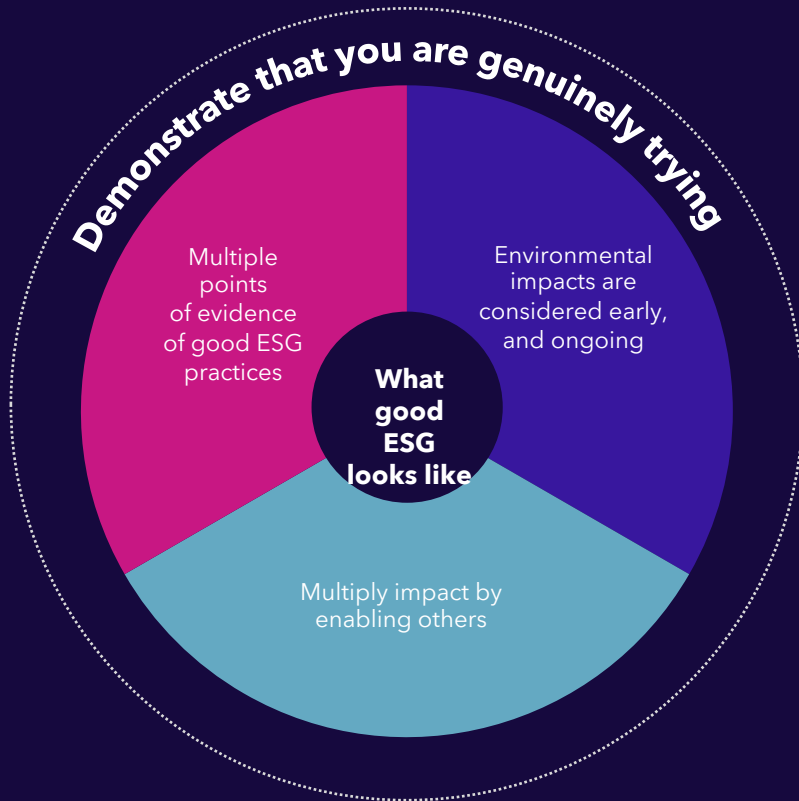 Demonstrate that you are genuinely trying
Multiple
points
of evidence
of good ESG
practices
Environmental
impacts are
considered early,
and ongoing
What
good
ESG
looks like
Multiply impact by
enabling others